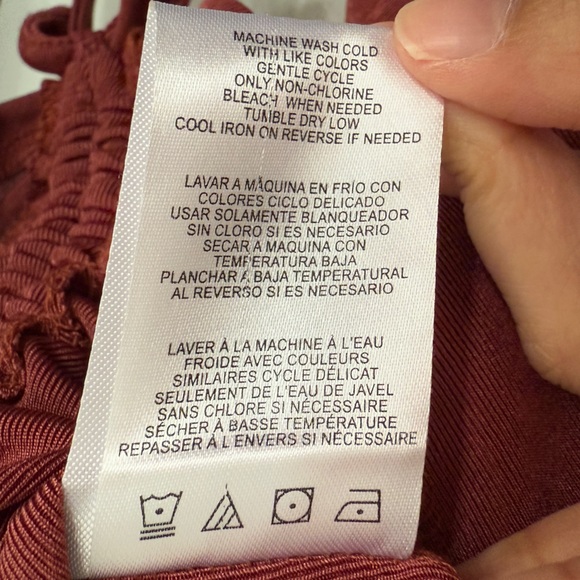 MACHINE WASH COLD
WITH LIKE COLORS
GENTLE CYCLE
ONLY NON-CHLORINE
BLEACH WHEN NEEDED
TUMBLE DRY LOW
COOL IRON ON REVERSE IF NEEDED
LAVAR A MÁQUINA EN FRÍO CON
COLORES CICLO DELICADO
USAR SOLAMENTE BLANQUEADOR
SIN CLORO SI ES NECESARIO
SECAR A MAQUINA CON
TEMPERATURA BAJA
PLANCHAR A BAJA TEMPERATURAL
AL REVERSO SI ES NECESARIO
LAVER À LA MACHINE À L'EAU
FROIDE AVEC COULEURS
SIMILAIRES CYCLE DÉLICAT
SEULEMENT DE L'EAU DE JAVEL
SANS CHLORE SI NÉCESSAIRE
SÉCHER À BASSE TEMPÉRATURE
REPASSER À L'ENVERS SI NÉCESSAIRE